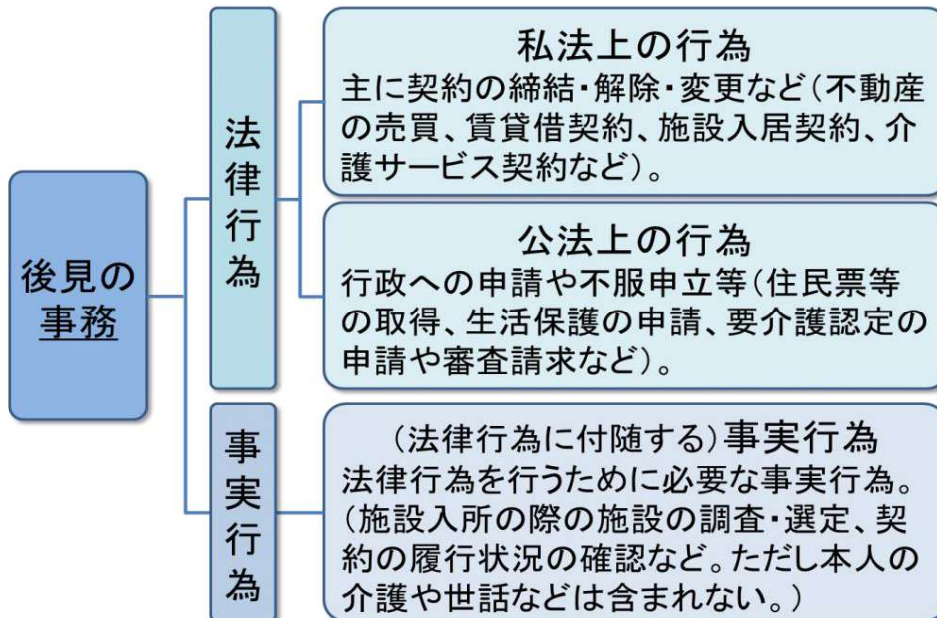 後見の
事務
法律行為
私法上の行為
主に契約の締結・解除・変更など(不動産
の売買、賃貸借契約、施設入居契約、介
護サービス契約など)。
公法上の行為
行政への申請や不服申立等(住民票等
の取得、生活保護の申請、要介護認定の
申請や審査請求など)。
事実行為
(法律行為に付随する)事実行為
法律行為を行うために必要な事実行為。
(施設入所の際の施設の調査・選定、契
約の履行状況の確認など。ただし本人の
介護や世話などは含まれない。)